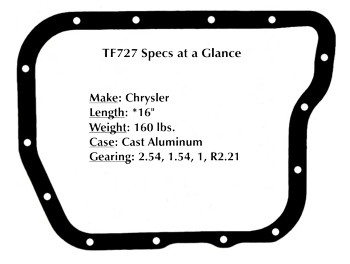 TF727 Specs at a Glance
Make: Chrysler
Length: *16"
Weight: 160 lbs.
Case: Cast Aluminum
Gearing: 2.54, 1.54, 1, R2.21